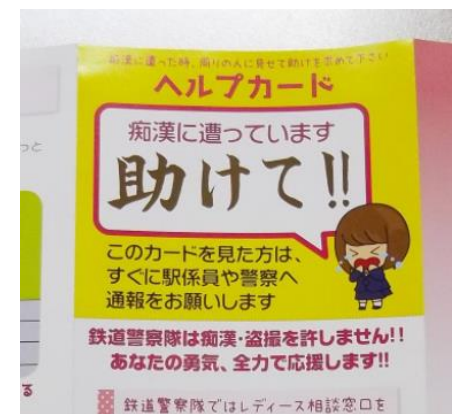 痴漢に遭った時、周りの人に見せて助けを求めて下さい
ヘルプカード
痴漢に遭っています
助けて!!
このカードを見た方は、
すぐに駅係員や警察へ
通報をお願いします
鉄道警察隊は痴漢・盗撮を許しません!!
あなたの勇気、全力で応援します!!
鉄道警察隊ではレディース相談窓口を
っと
る